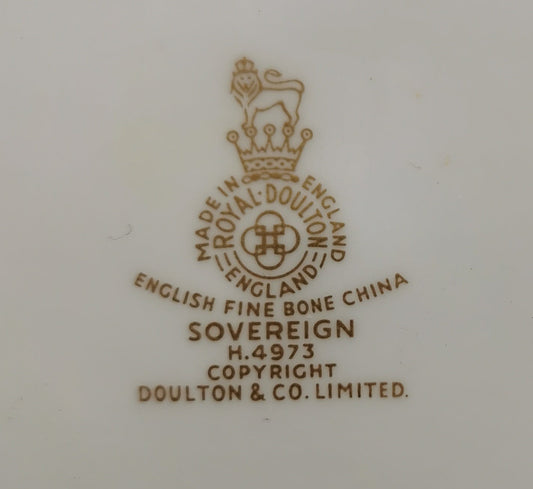 MADE IN ENGLAND
ROYAL·DOULTON
ENGLAND
ENGLISH FINE BONE CHINA
SOVEREIGN
H.4973
COPYRIGHT
DOULTON & CO. LIMITED.